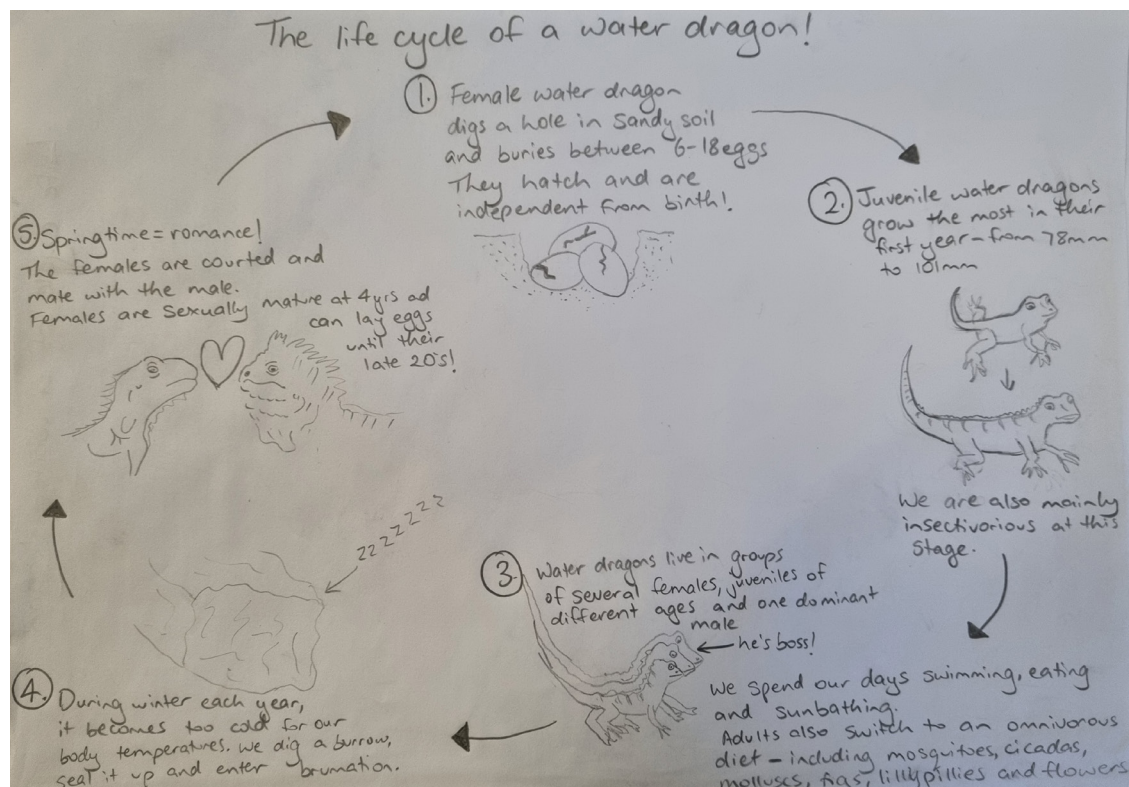 The life cycle of a water dragon!
1. Female water dragon
digs a hole in sandy soil
and buries between 6-18eggs
They hatch and are
independent from birth!
2. Juvenile water dragons
grow the most in their
first year - from 78mm
to 101mm
We are also mainly
insectivorious at this
stage.
3. Water dragons live in groups
of several females, juveniles of
different ages and one dominant
male
he's boss!
We spend our days swimming, eating
and sunbathing.
Adults also switch to an omnivorous
diet - including mosquitoes, cicadas,
molluscs, figs, lillypillies and flowers
4. During winter each year,
it becomes too cold for our
body temperatures. We dig a burrow,
seal it up and enter brumation.
ZZZZZZZ
5. Springtime = romance!
The females are courted and
mate with the male.
Females are sexually mature at 4yrs ad
can lay eggs
until their
late 20's!